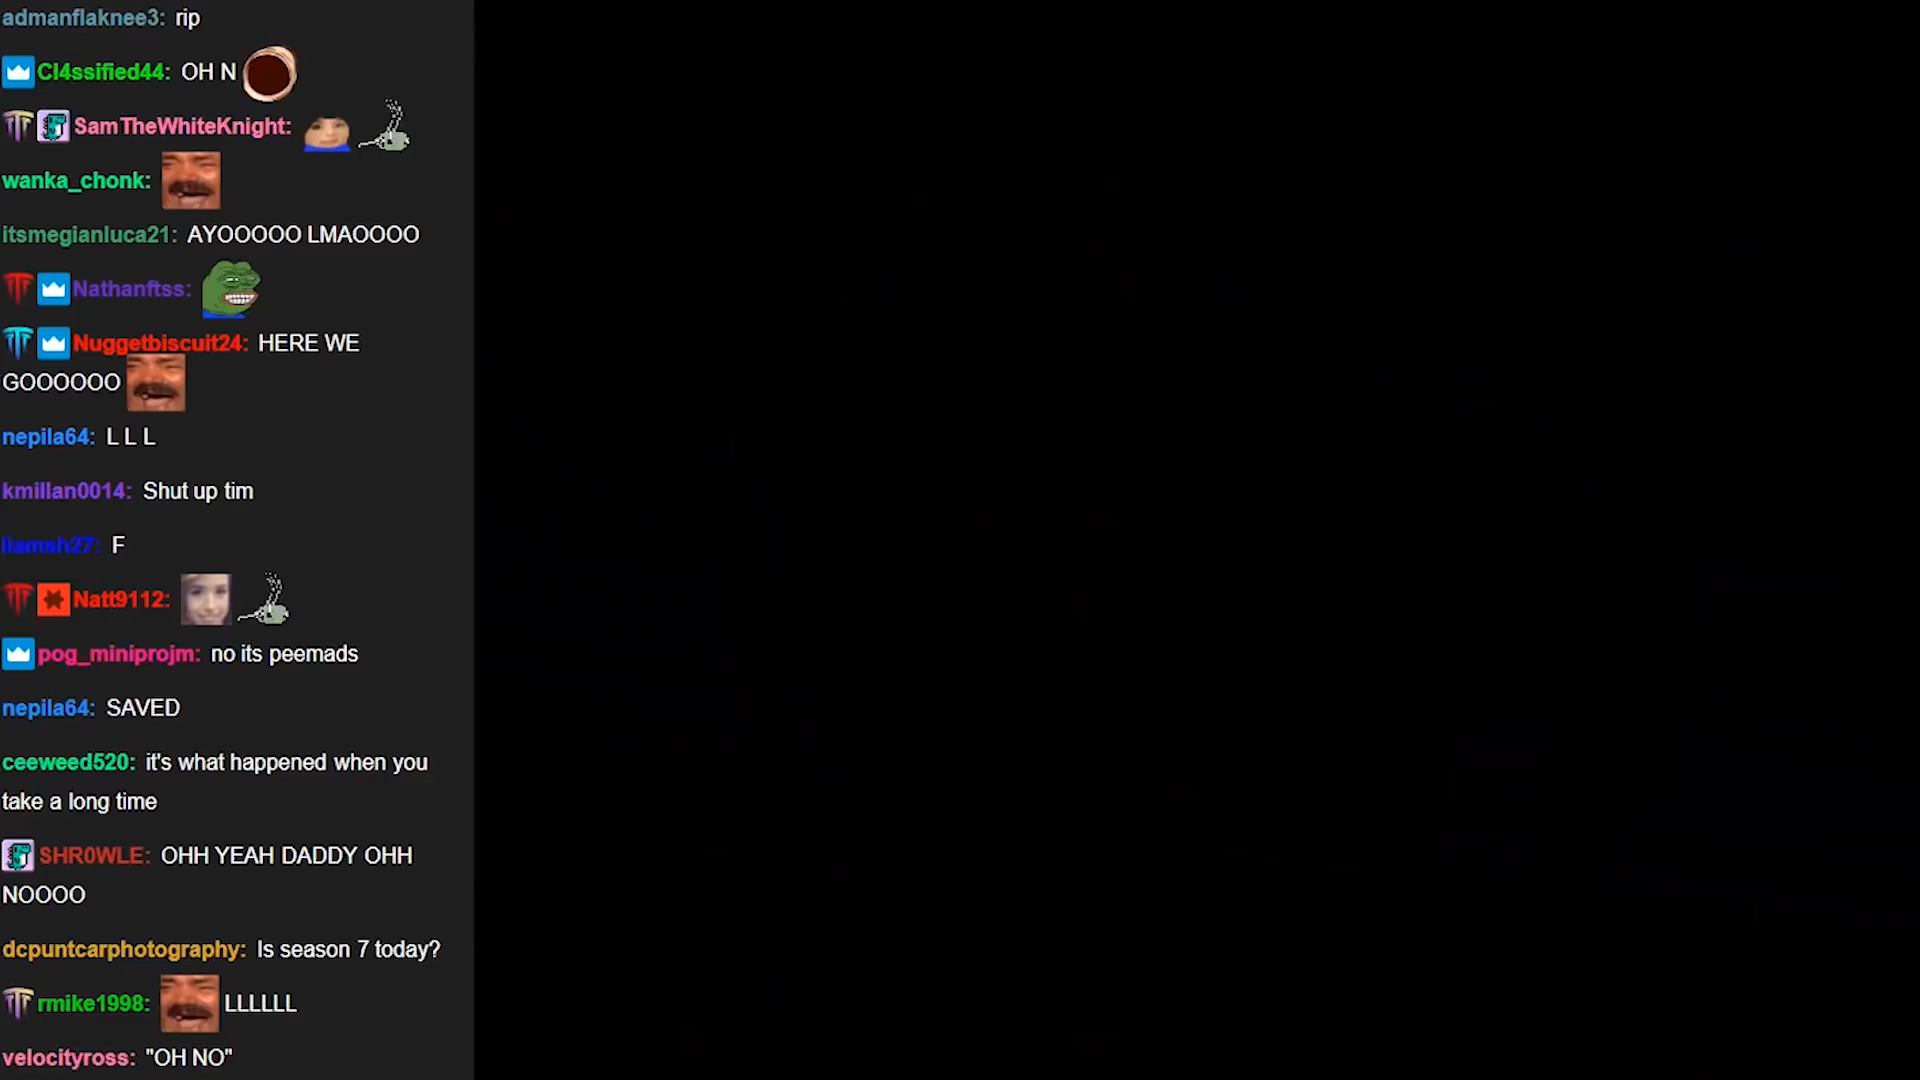 admanflaknee3: rip
Cl4ssified44: OH N
SamTheWhiteKnight:
wanka_chonk:
itsmegianluca21: AYOOOOO LMAOOOO
Nathanftss:
Nuggetbiscuit24: HERE WE
GOOOOOO
nepila64: L L L
kmillan0014: Shut up tim
liamsh27: F
Natt9112:
pog_miniprojm: no its peemads
nepila64: SAVED
ceeweed520: it's what happened when you
take a long time
SHR0WLE: OHH YEAH DADDY OHH
NOOOO
dcpuntcarphotography: Is season 7 today?
rmike1998: LLLLLL
velocityross: "OH NO"